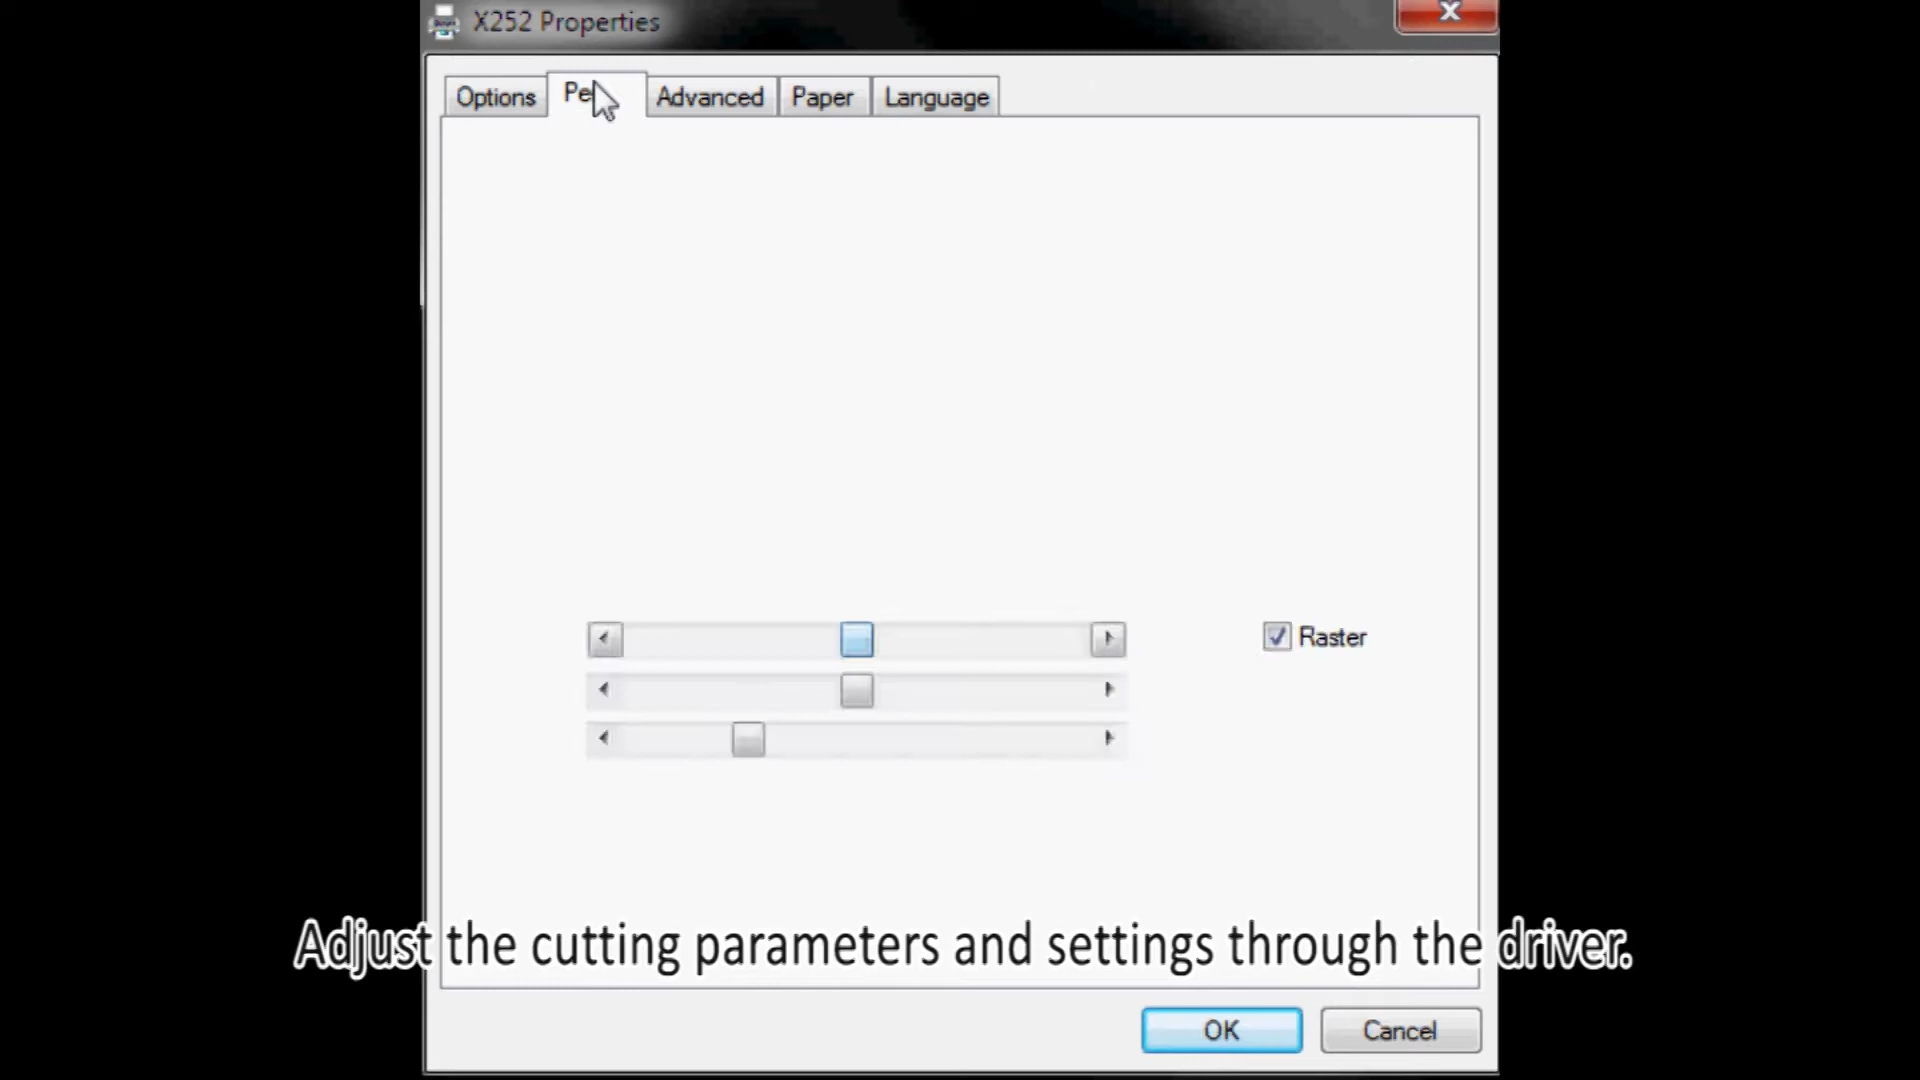 X252 Properties
Options
Advanced
Paper
Language
Raster
Adjust the cutting parameters and settings through the driver.
OK
Cancel